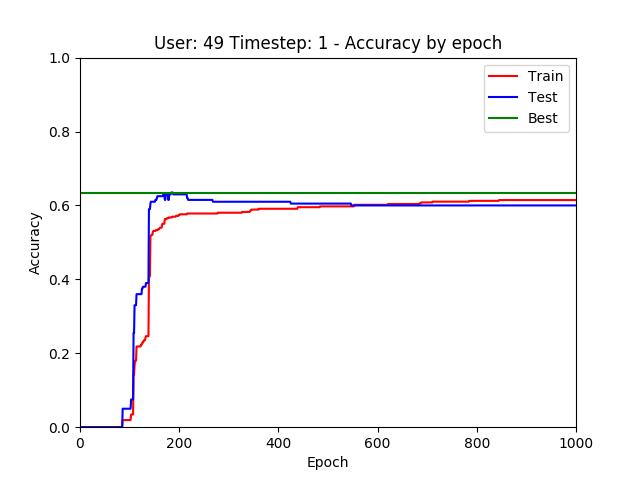 User: 49 Timestep: 1 - Accuracy by epoch
Train
Test
Best
1.0
0.8
0.6
0.4
0.2
0.0
Accuracy
0 200 400 600 800 1000
Epoch